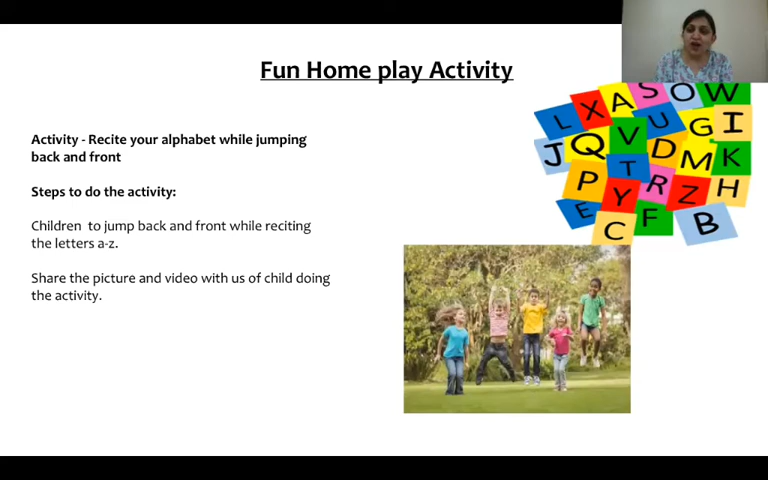 Fun Home play Activity
Activity - Recite your alphabet while jumping
back and front
Steps to do the activity:
Children  to jump back and front while reciting
the letters a-z.
Share the picture and video with us of child doing
the activity.
L X A S O W
J Q V U G I
P T D M K
E Y R Z H
C F B